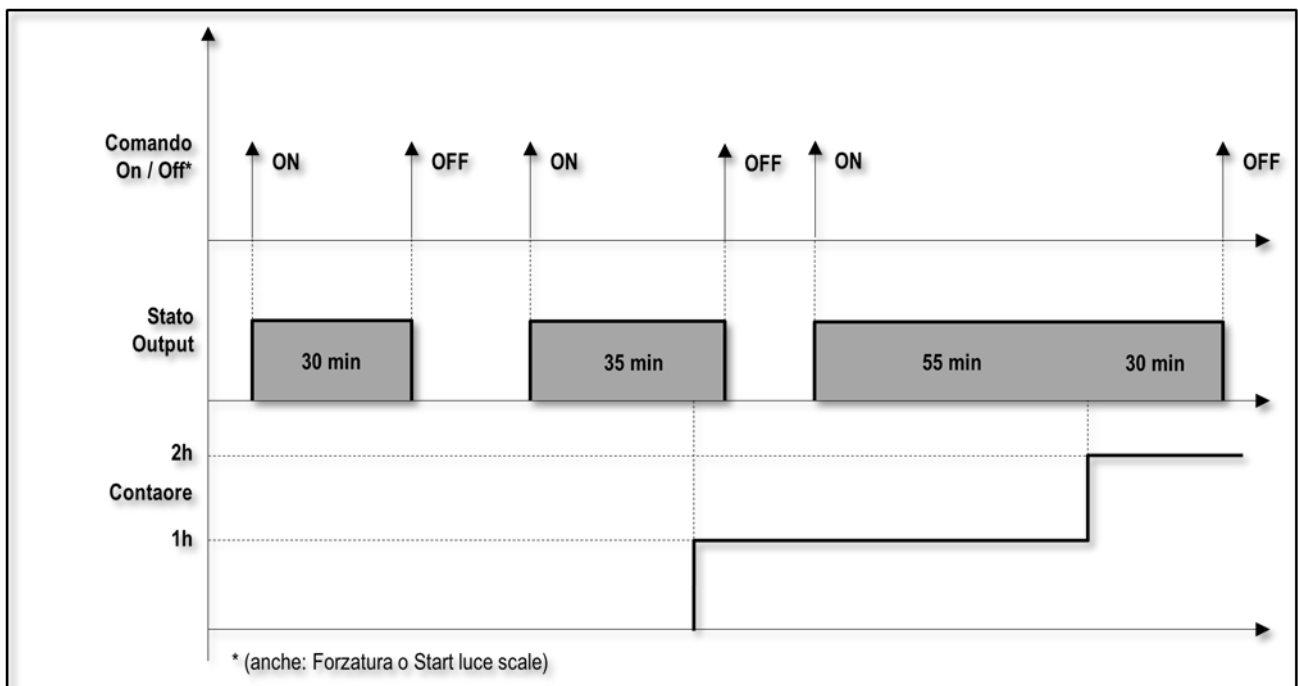 Comando
On / Off*
ON
OFF
ON
OFF
ON
OFF
Stato
Output
30 min
35 min
55 min
30 min
2h
Contaore
1h
* (anche: Forzatura o Start luce scale)